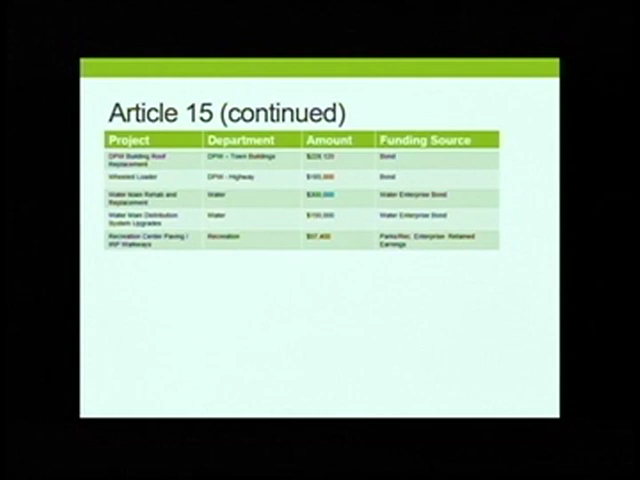 Article 15 (continued)
Project Department Amount Funding Source
DPW Building Roof DPW - Town Buildings Bond
Replacement
Wheeled Loader DPW - Highway Bond
Water Main Rehab and Water Water Enterprise Bond
Replacement
Water Main Distribution Water Water Enterprise Bond
System Upgrades
Recreation Center Paving / Recreation Parks/Rec. Enterprise Retained
Walkways Earnings